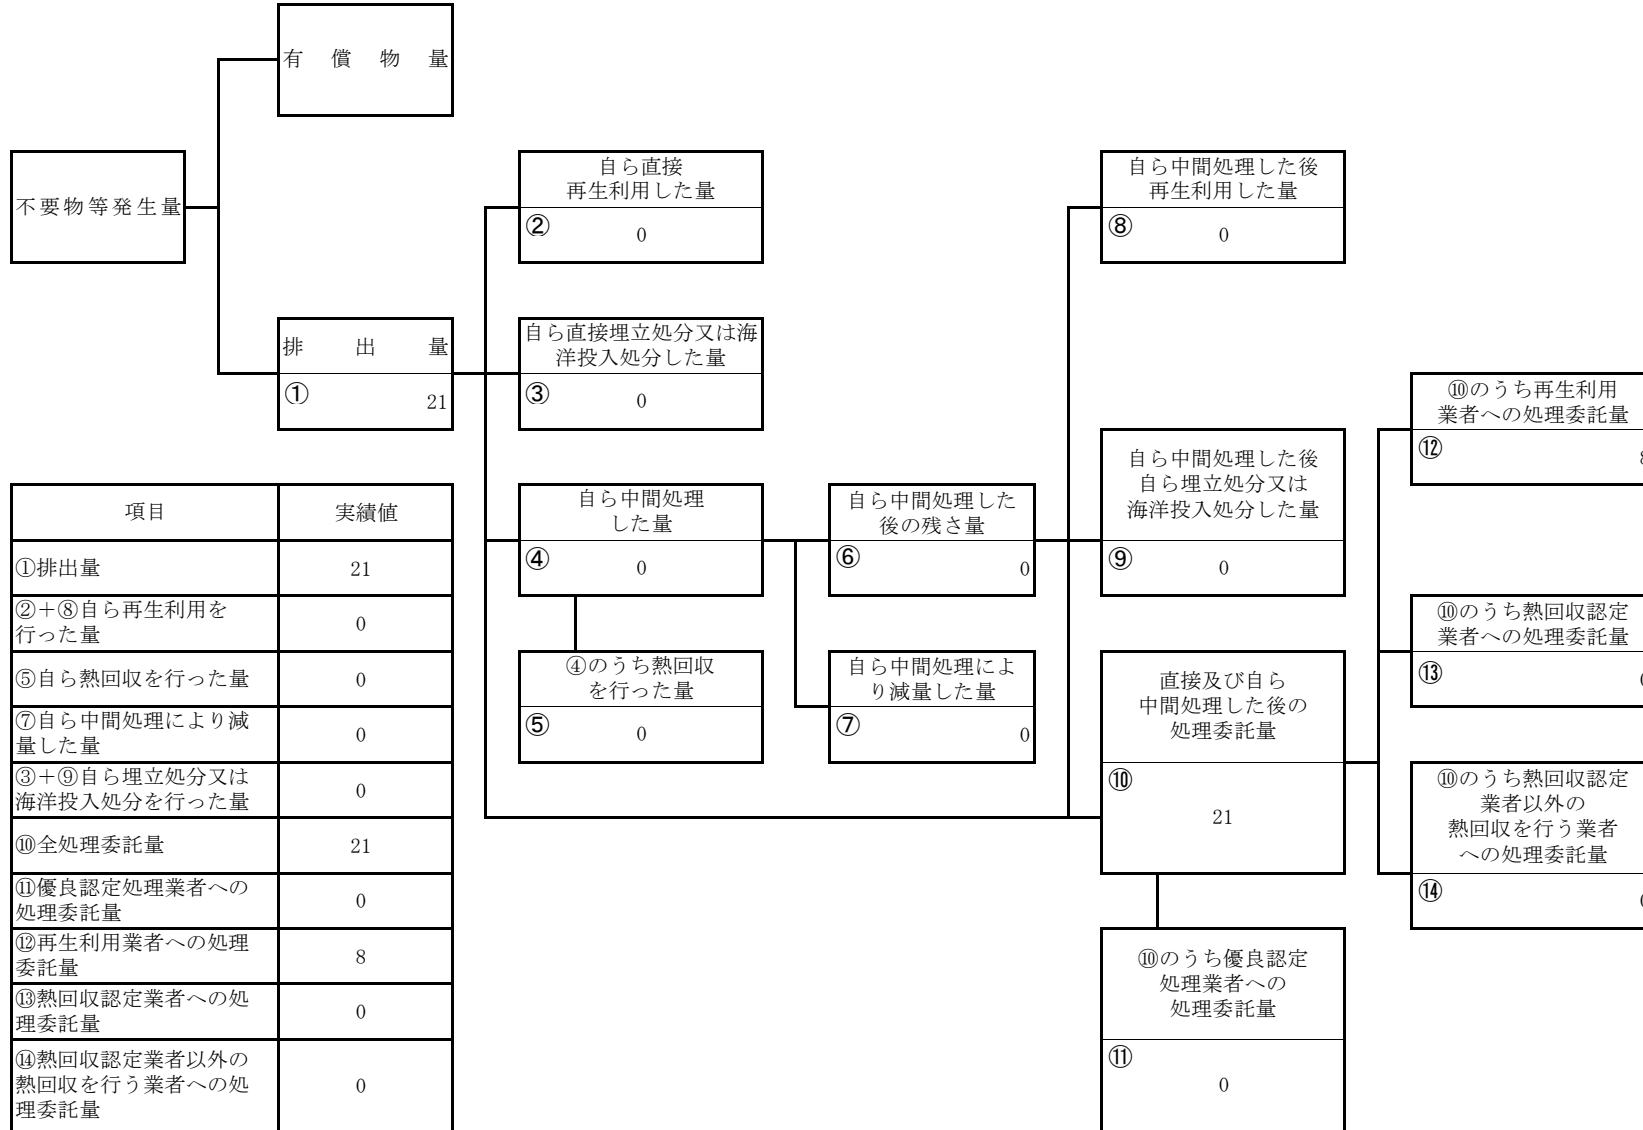 有償物量
不要物等発生量
自ら直接
再生利用した量
②
0
自ら中間処理した後
再生利用した量
⑧
0
排出量
①
21
自ら直接埋立処分又は海
洋投入処分した量
③
0
⑩のうち再生利用
業者への処理委託量
⑫
自ら中間処理した後
自ら埋立処分又は
海洋投入処分した量
⑨
0
自ら中間処理
した量
④
0
自ら中間処理した
後の残さ量
⑥
0
⑩のうち熱回収認定
業者への処理委託量
⑬
④のうち熱回収
を行った量
⑤
0
自ら中間処理によ
り減量した量
⑦
0
直接及び自ら
中間処理した後の
処理委託量
⑩
21
⑩のうち熱回収認定
業者以外の
熱回収を行う業者
への処理委託量
⑭
⑩のうち優良認定
処理業者への
処理委託量
⑪
0
項目 実績値
①排出量 21
②+⑧自ら再生利用を
行った量 0
⑤自ら熱回収を行った量 0
⑦自ら中間処理により減
量した量 0
③+⑨自ら埋立処分又は
海洋投入処分を行った量 0
⑩全処理委託量 21
⑪優良認定処理業者への
処理委託量 0
⑫再生利用業者への処理
委託量 8
⑬熱回収認定業者への処
理委託量 0
⑭熱回収認定業者以外の
熱回収を行う業者への処
理委託量 0